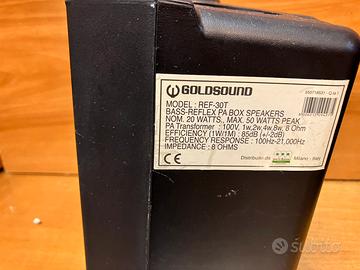 GOLDSOUND
MODEL : REF-30T
BASS-REFLEX PA BOX SPEAKERS
NOM. 20 WATTS., MAX. 50 WATTS PEAK
PA Transformer : 100V, 1w,2w,4w,8w, 8 Ohm
EFFICIENCY (1W/1M) : 85dB (+/-2dB)
FREQUENCY RESPONSE : 100Hz-21,000Hz
IMPEDANCE : 8 OHMS
Distribuito da
Milano -
subito